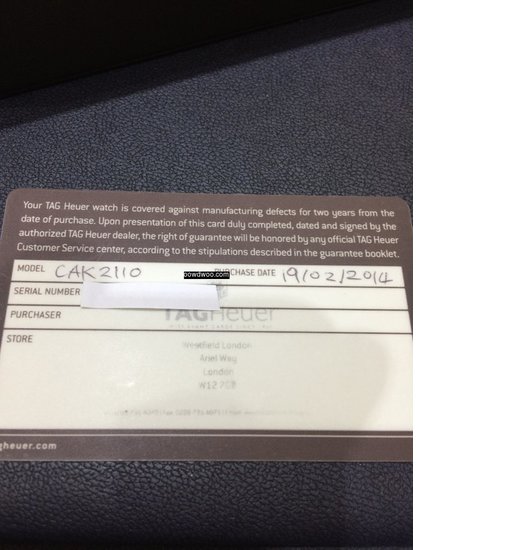 Your TAG Heuer watch is covered against manufacturing defects for two years from the
date of purchase. Upon presentation of this card duly completed, dated and signed by the
authorized TAG Heuer dealer, the right of guarantee will be honored by any official TAG Heuer
Customer Service center, according to the stipulations described in the guarantee booklet.
MODEL CAK2110 powdwoo.com CHASE DATE 19/02/2014
SERIAL NUMBER
PURCHASER
TAGHeuer
STORE
Westfield London
Ariel Way
London
W12
heuer.com